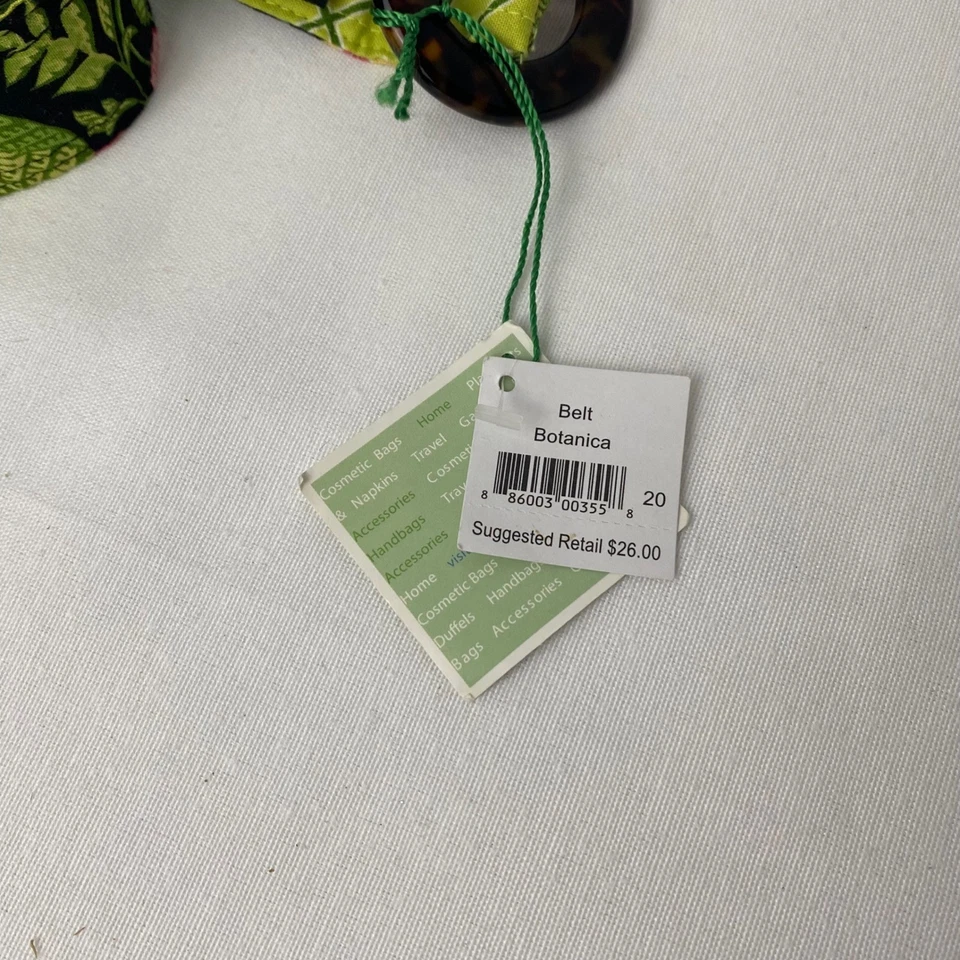 Belt
Botanica
20
8 86003 00355 8
Suggested Retail $26.00
Home
Cosmetic Bags
& Napkins Travel
Accessories
Handbags
Accessories
Home
Cosmetic Bags
Duffels Handbag
Bags Accessories